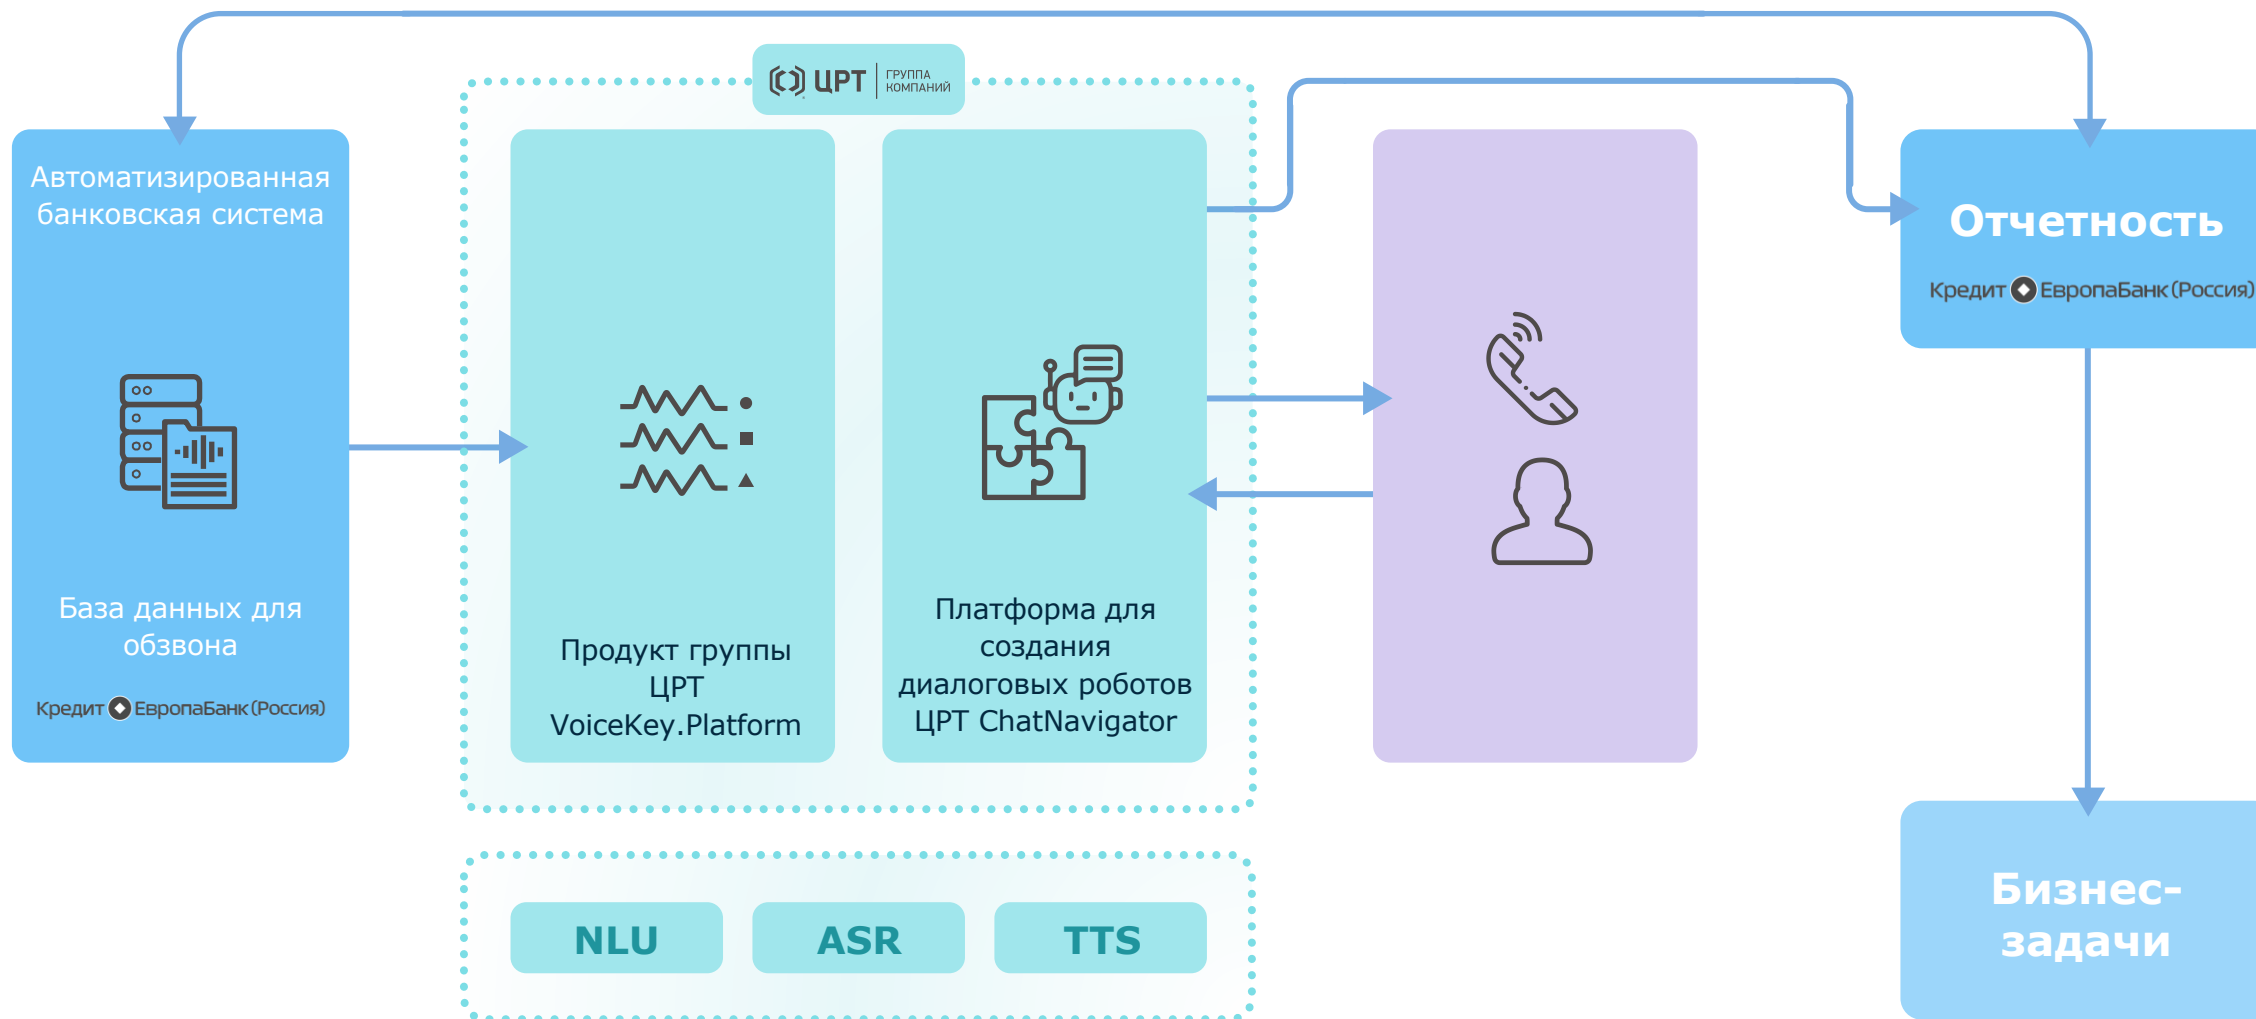 ЦРТ
ГРУППА
КОМПАНИЙ
Автоматизированная
банковская система
База данных для
обзвона
Кредит ЕвропаБанк (Россия)
Продукт группы
ЦРТ
VoiceKey.Platform
Платформа для
создания
диалоговых роботов
ЦРТ ChatNavigator
Отчетность
Кредит ЕвропаБанк (Россия)
NLU
ASR
TTS
Бизнес-
задачи